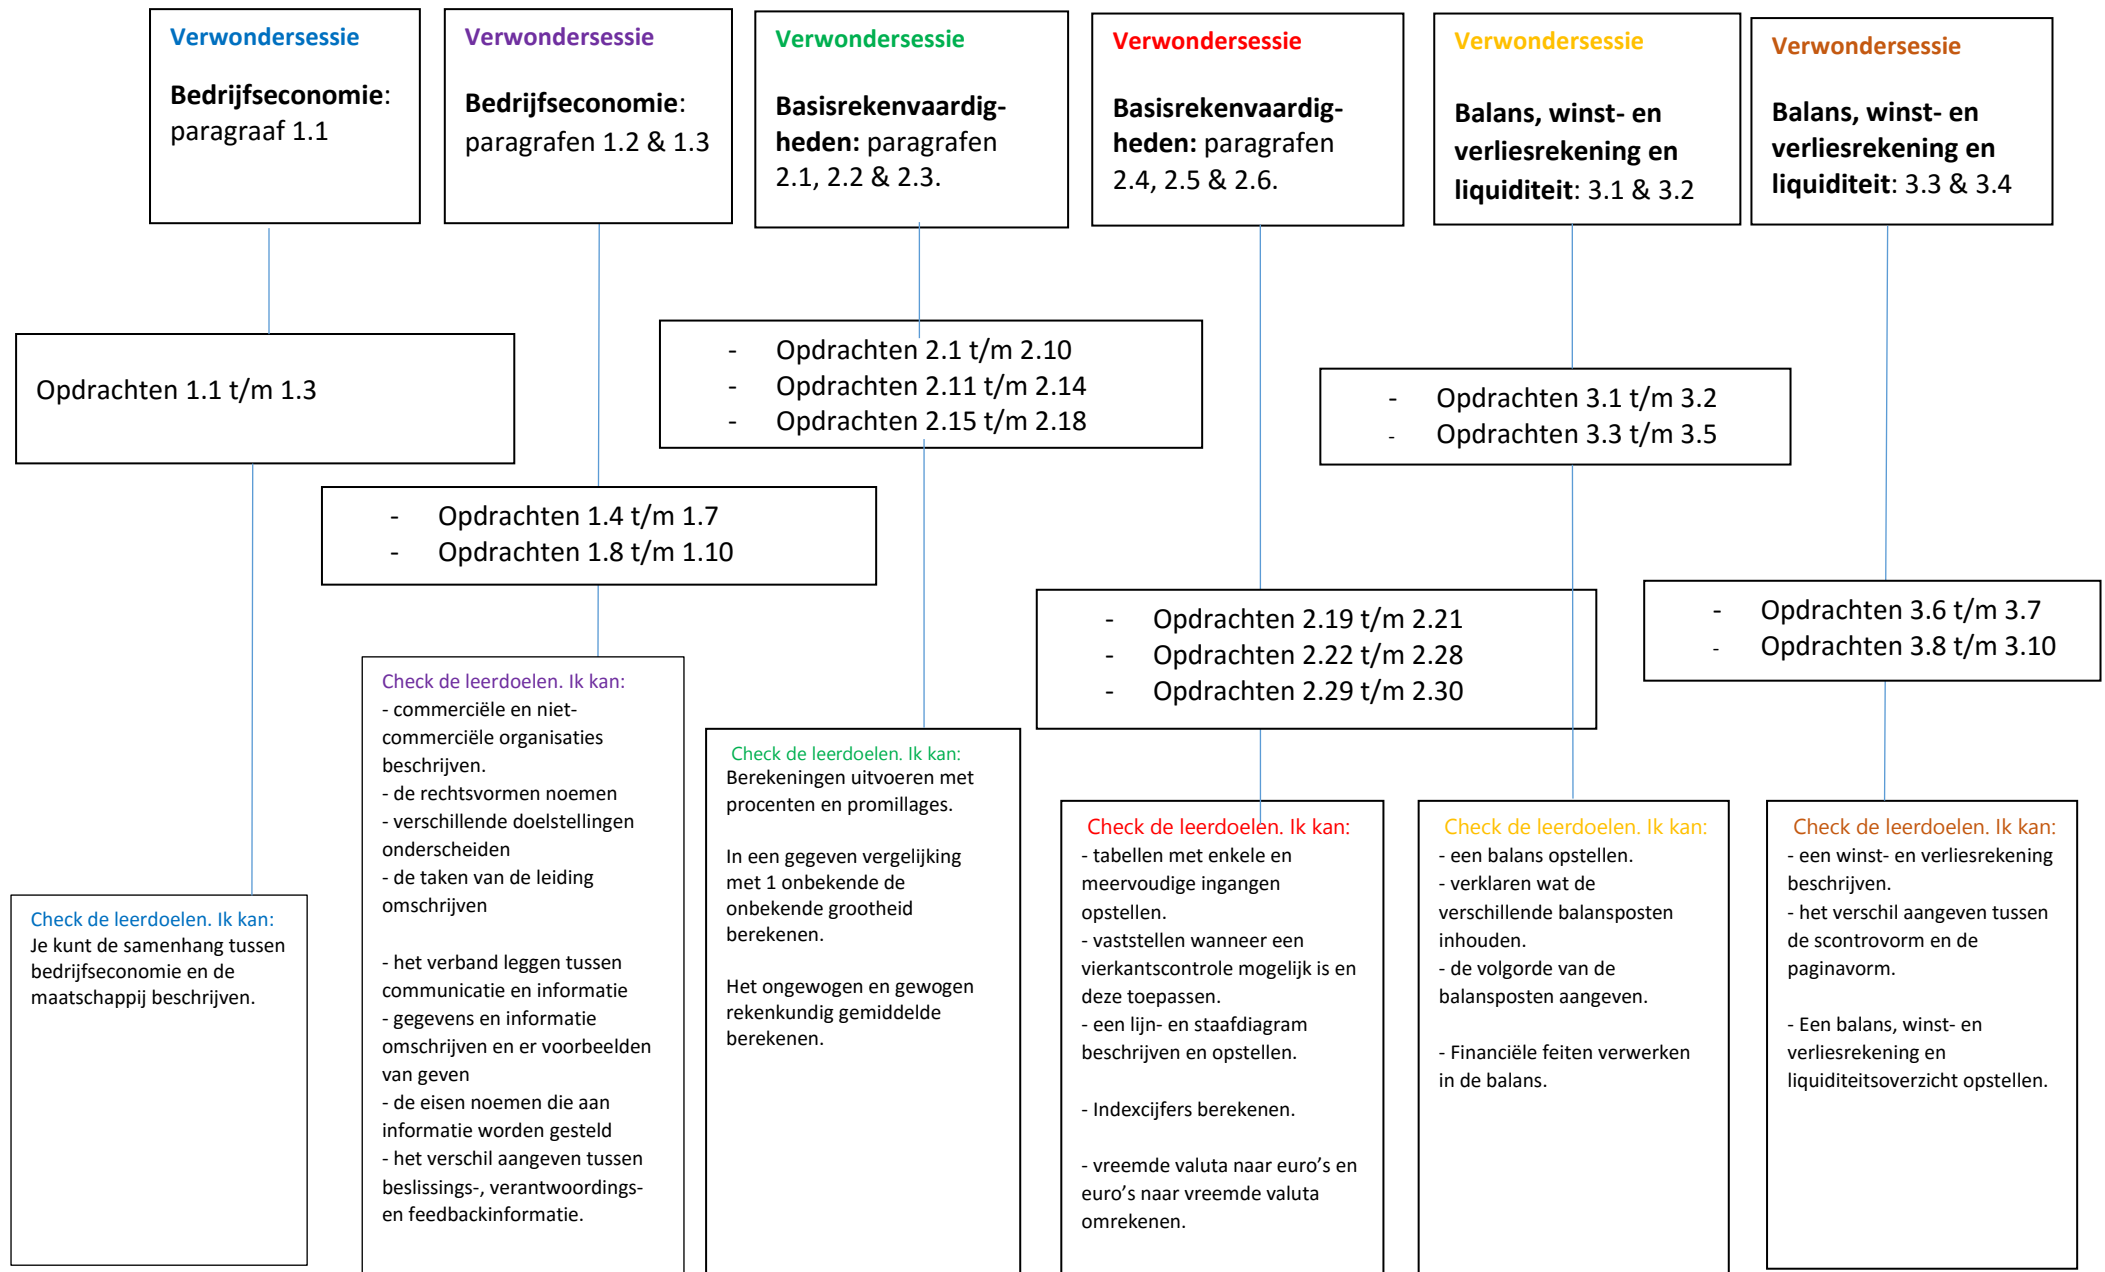 Verwondersessie
Bedrijfseconomie:
paragraaf 1.1
Verwondersessie
Bedrijfseconomie:
paragrafen 1.2 & 1.3
Verwondersessie
Basisrekenvaardig-
heden: paragrafen
2.1, 2.2 & 2.3.
Verwondersessie
Basisrekenvaardig-
heden: paragrafen
2.4, 2.5 & 2.6.
Verwondersessie
Balans, winst- en
verliesrekening en
liquiditeit: 3.1 & 3.2
Verwondersessie
Balans, winst- en
verliesrekening en
liquiditeit: 3.3 & 3.4
Opdrachten 1.1 t/m 1.3
- Opdrachten 1.4 t/m 1.7
- Opdrachten 1.8 t/m 1.10
- Opdrachten 2.1 t/m 2.10
- Opdrachten 2.11 t/m 2.14
- Opdrachten 2.15 t/m 2.18
- Opdrachten 2.19 t/m 2.21
- Opdrachten 2.22 t/m 2.28
- Opdrachten 2.29 t/m 2.30
- Opdrachten 3.1 t/m 3.2
- Opdrachten 3.3 t/m 3.5
- Opdrachten 3.6 t/m 3.7
- Opdrachten 3.8 t/m 3.10
Check de leerdoelen. Ik kan:
Je kunt de samenhang tussen
bedrijfseconomie en de
maatschappij beschrijven.
Check de leerdoelen. Ik kan:
- commerciële en niet-
commerciële organisaties
beschrijven.
- de rechtsvormen noemen
- verschillende doelstellingen
onderscheiden
- de taken van de leiding
omschrijven
- het verband leggen tussen
communicatie en informatie
- gegevens en informatie
omschrijven en er voorbeelden
van geven
- de eisen noemen die aan
informatie worden gesteld
- het verschil aangeven tussen
beslissings-, verantwoordings-
en feedbackinformatie.
Check de leerdoelen. Ik kan:
Berekeningen uitvoeren met
procenten en promillages.
In een gegeven vergelijking
met 1 onbekende de
onbekende grootheid
berekenen.
Het ongewogen en gewogen
rekenkundig gemiddelde
berekenen.
Check de leerdoelen. Ik kan:
- tabellen met enkele en
meervoudige ingangen
opstellen.
- vaststellen wanneer een
vierkantscontrole mogelijk is en
deze toepassen.
- een lijn- en staafdiagram
beschrijven en opstellen.
- Indexcijfers berekenen.
- vreemde valuta naar euro's en
euro's naar vreemde valuta
omrekenen.
Check de leerdoelen. Ik kan:
- een balans opstellen.
- verklaren wat de
verschillende balansposten
inhouden.
- de volgorde van de
balansposten aangeven.
- Financiële feiten verwerken
in de balans.
Check de leerdoelen. Ik kan:
- een winst- en verliesrekening
beschrijven.
- het verschil aangeven tussen
de scontrovorm en de
paginavorm.
- Een balans, winst- en
verliesrekening en
liquiditeitsoverzicht opstellen.